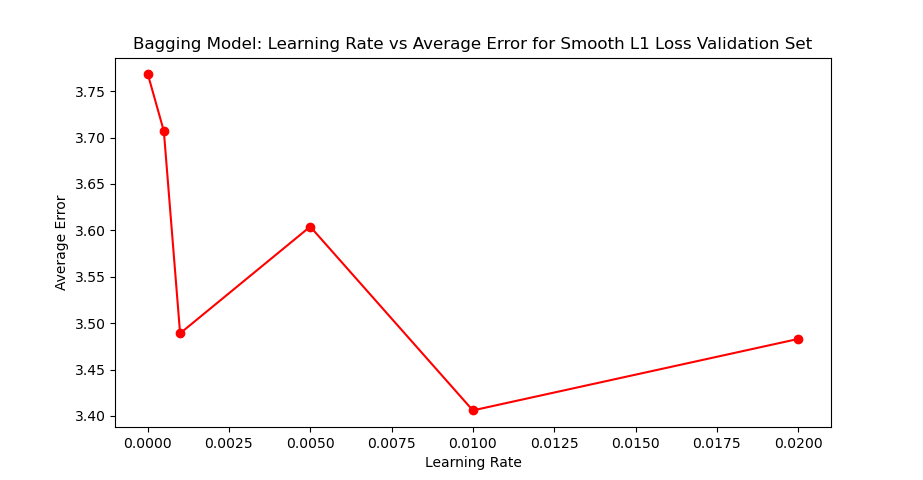 Bagging Model: Learning Rate vs Average Error for Smooth L1 Loss Validation Set
3.75
3.70
3.65
3.60
3.55
3.50
3.45
3.40
Average Error
0.0000 0.0025 0.0050 0.0075 0.0100 0.0125 0.0150 0.0175 0.0200
Learning Rate